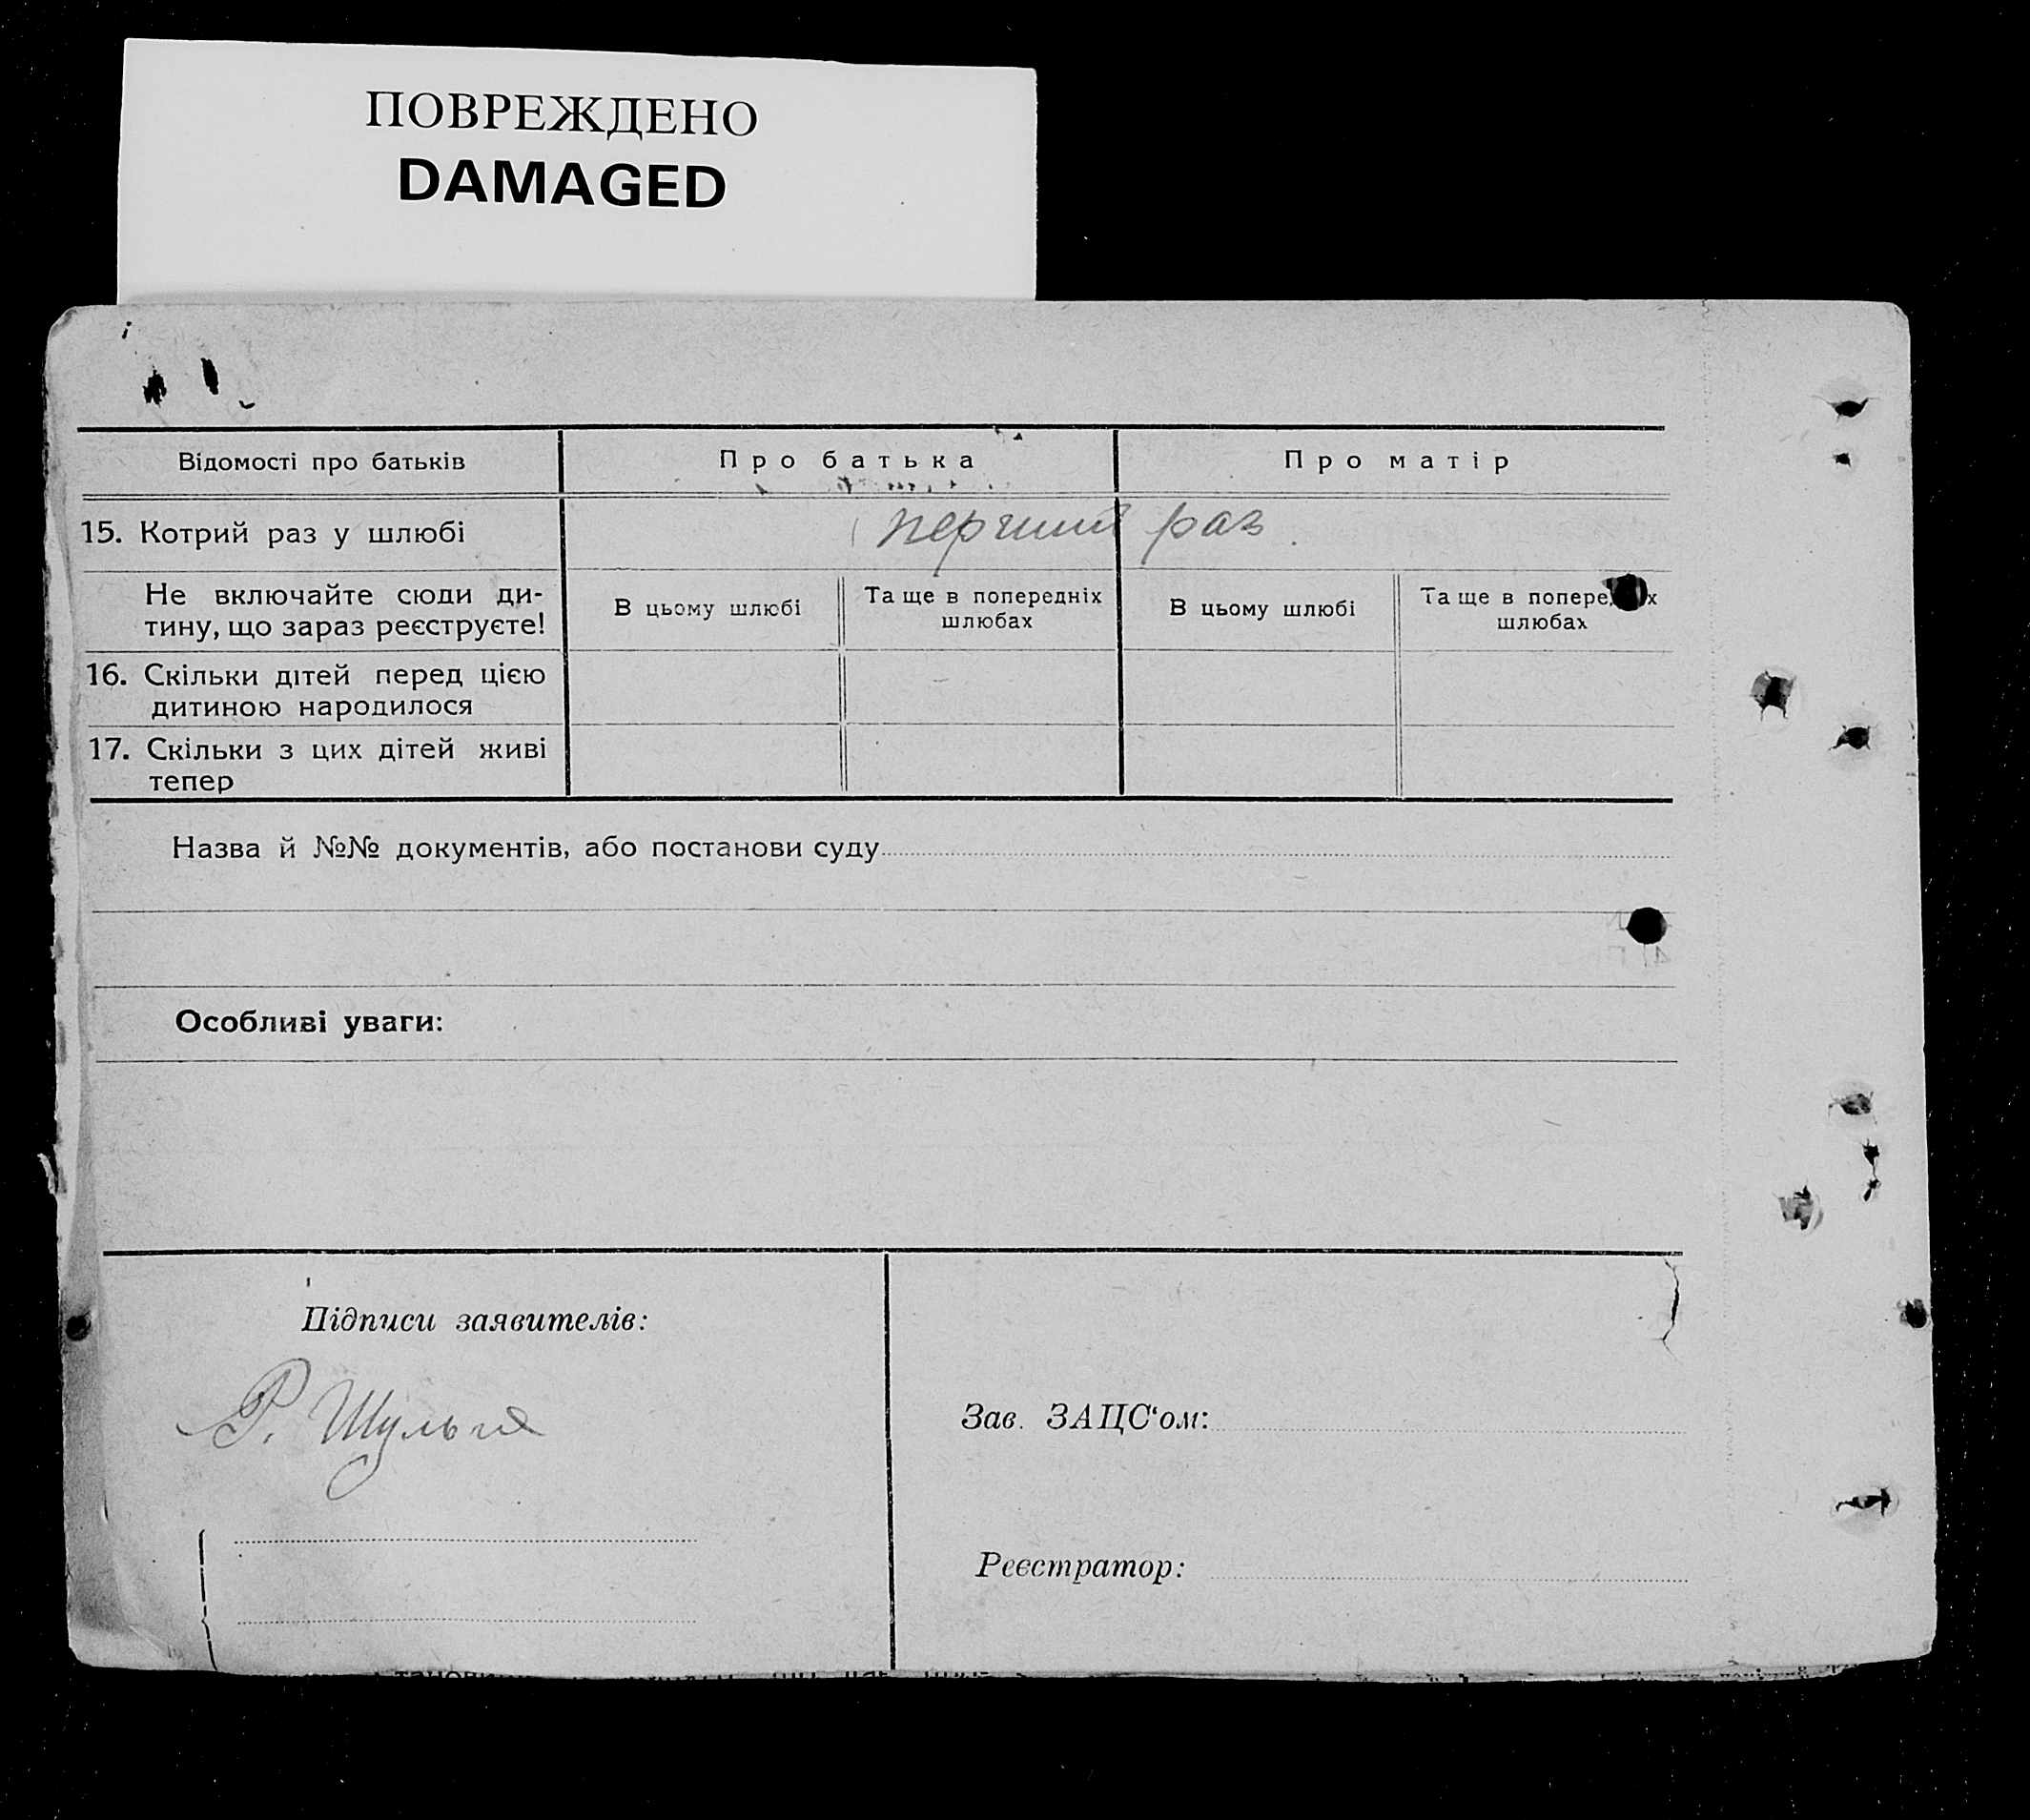 ПОВРЕЖДЕНО
DAMAGED
Відомості про батьків
Про батька
Про матір
15. Котрий раз у шлюбі
перший раз.
Не включайте сюди ди-
тину, що зараз реєструєте!
В цьому шлюбі
Та ще в попередніх
шлюбах
В цьому шлюбі
Та ще в
шлюбах
16. Скільки дітей перед цією
дитиною народилося
17. Скільки з цих дітей живі
тепер
Назва й №№ документів, або постанови суду
Особливі уваги:
Підписи заявителів:
Р. Шульга
Зав. ЗАЦС‘ом:
Реєстратор: